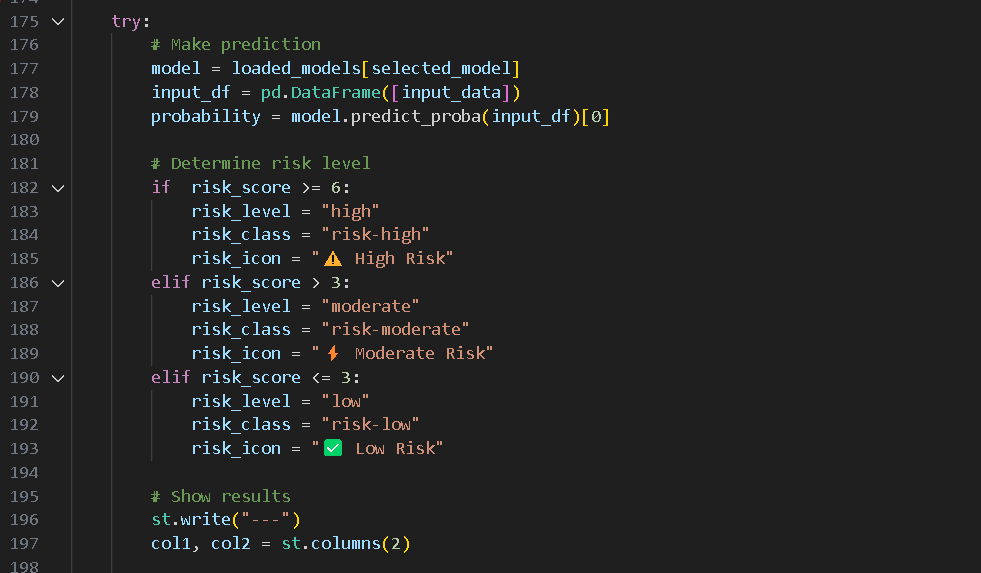 175 try:
176 # Make prediction
177 model = loaded_models[selected_model]
178 input_df = pd.DataFrame([input_data])
179 probability = model.predict_proba(input_df)[0]
180
181 # Determine risk level
182 if  risk_score >= 6:
183 risk_level = "high"
184 risk_class = "risk-high"
185 risk_icon = "⚠️ High Risk"
186 elif risk_score > 3:
187 risk_level = "moderate"
188 risk_class = "risk-moderate"
189 risk_icon = "⚡ Moderate Risk"
190 elif risk_score <= 3:
191 risk_level = "low"
192 risk_class = "risk-low"
193 risk_icon = "✅ Low Risk"
194
195 # Show results
196 st.write("---")
197 col1, col2 = st.columns(2)
198